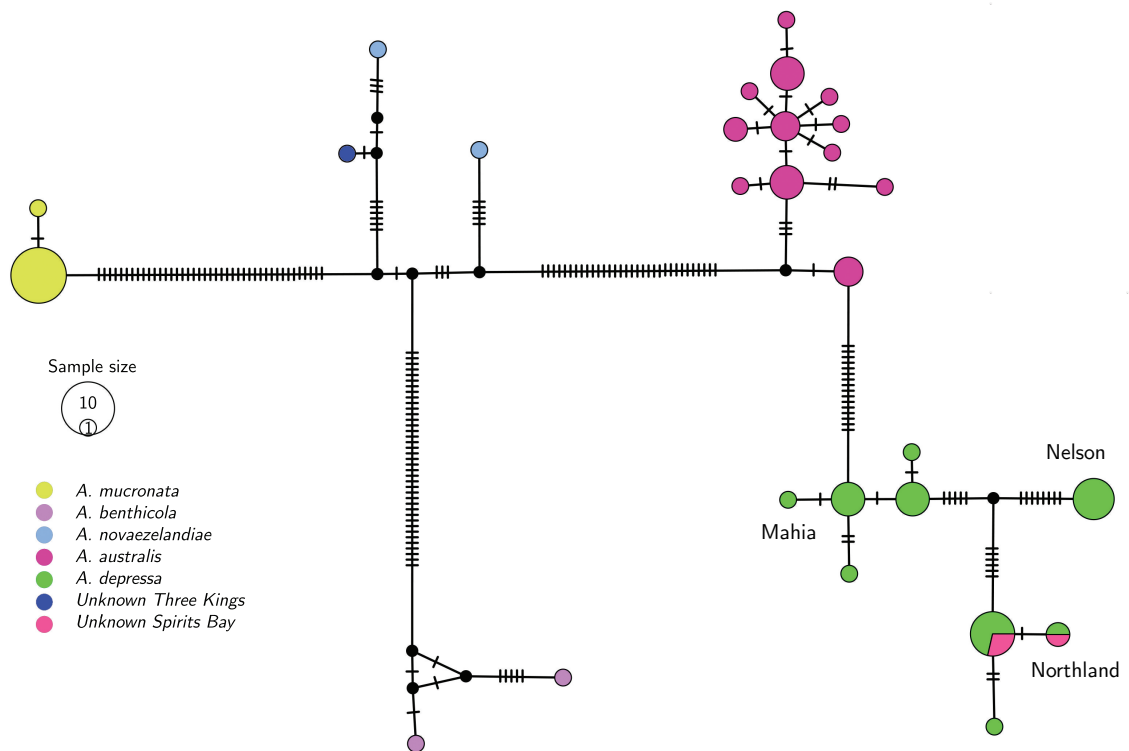 Sample size
10
1
Nelson
Mahia
A. mucronata
A. benthicola
A. novaezelandiae
A. australis
A. depressa
Unknown Three Kings
Unknown Spirits Bay
Northland